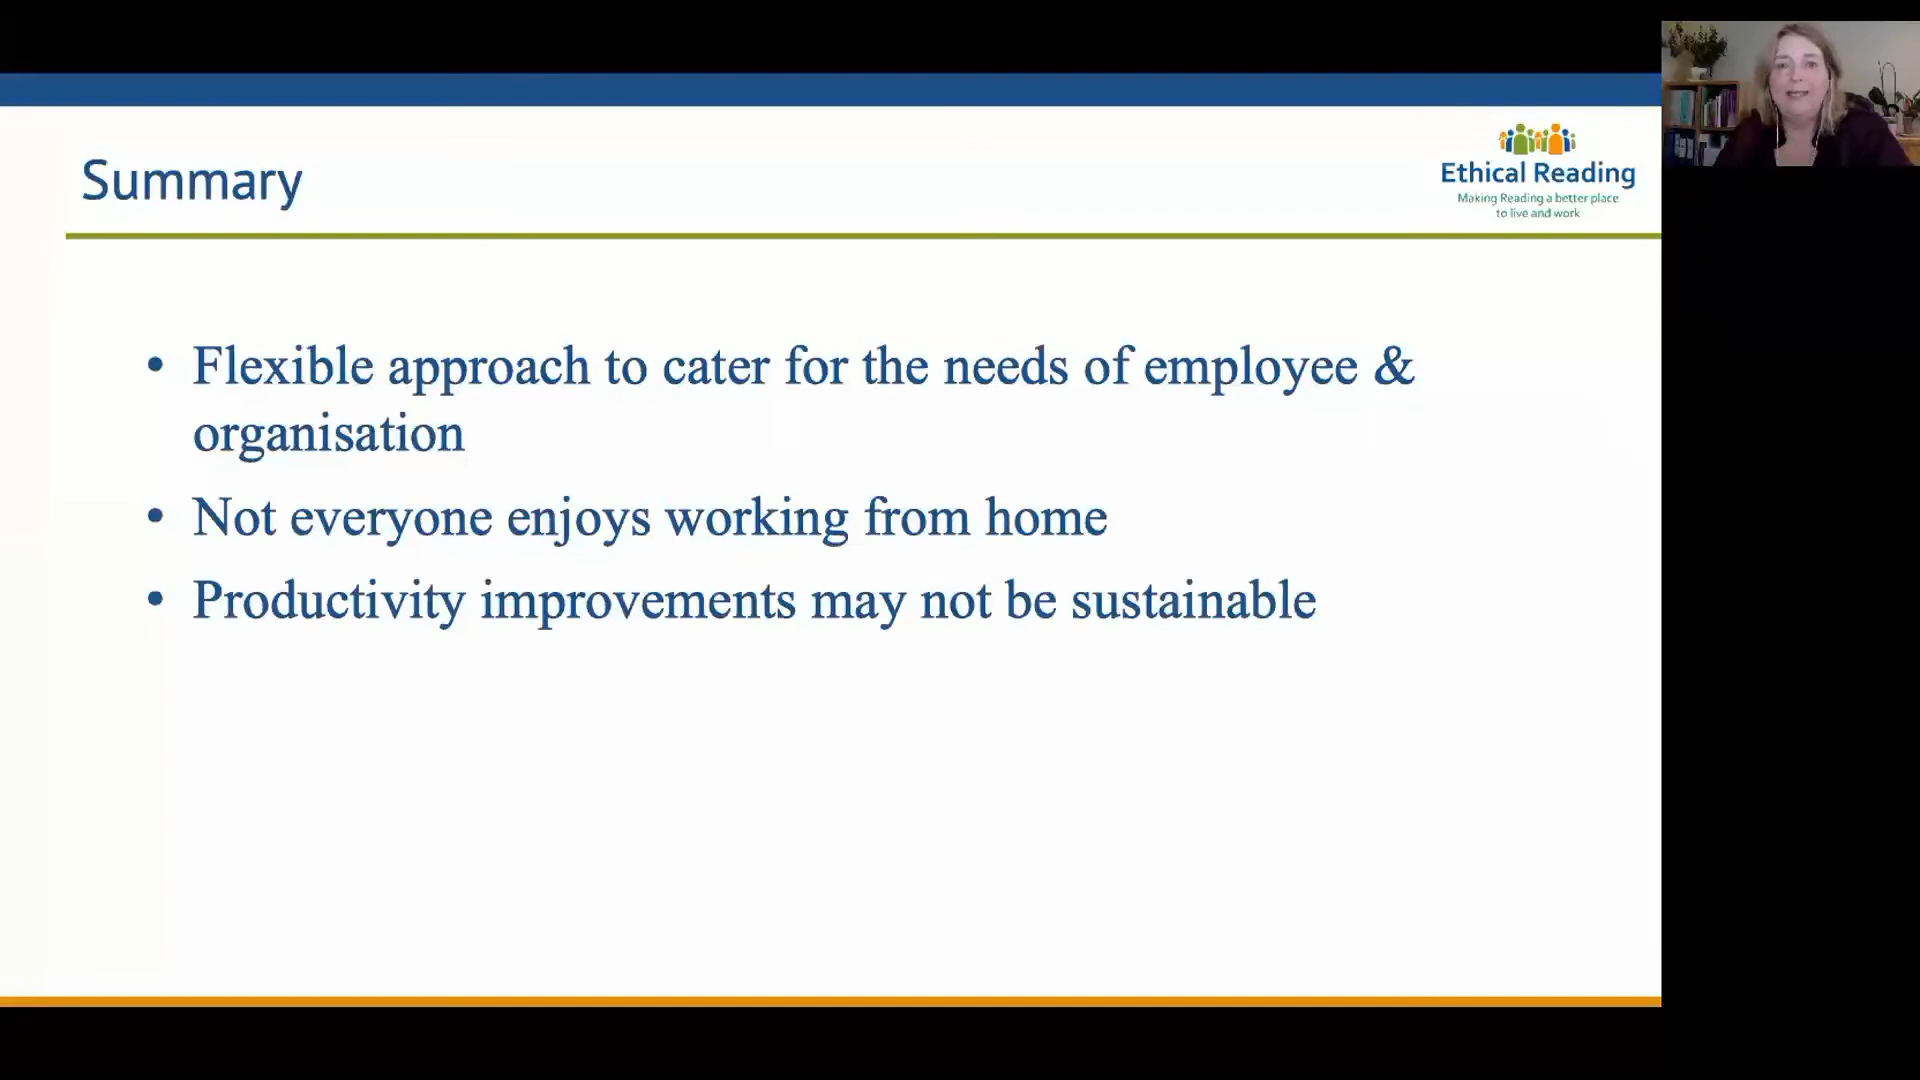 Summary
Ethical Reading
Making Reading a better place
to live and work
• Flexible approach to cater for the needs of employee &
organisation
• Not everyone enjoys working from home
• Productivity improvements may not be sustainable